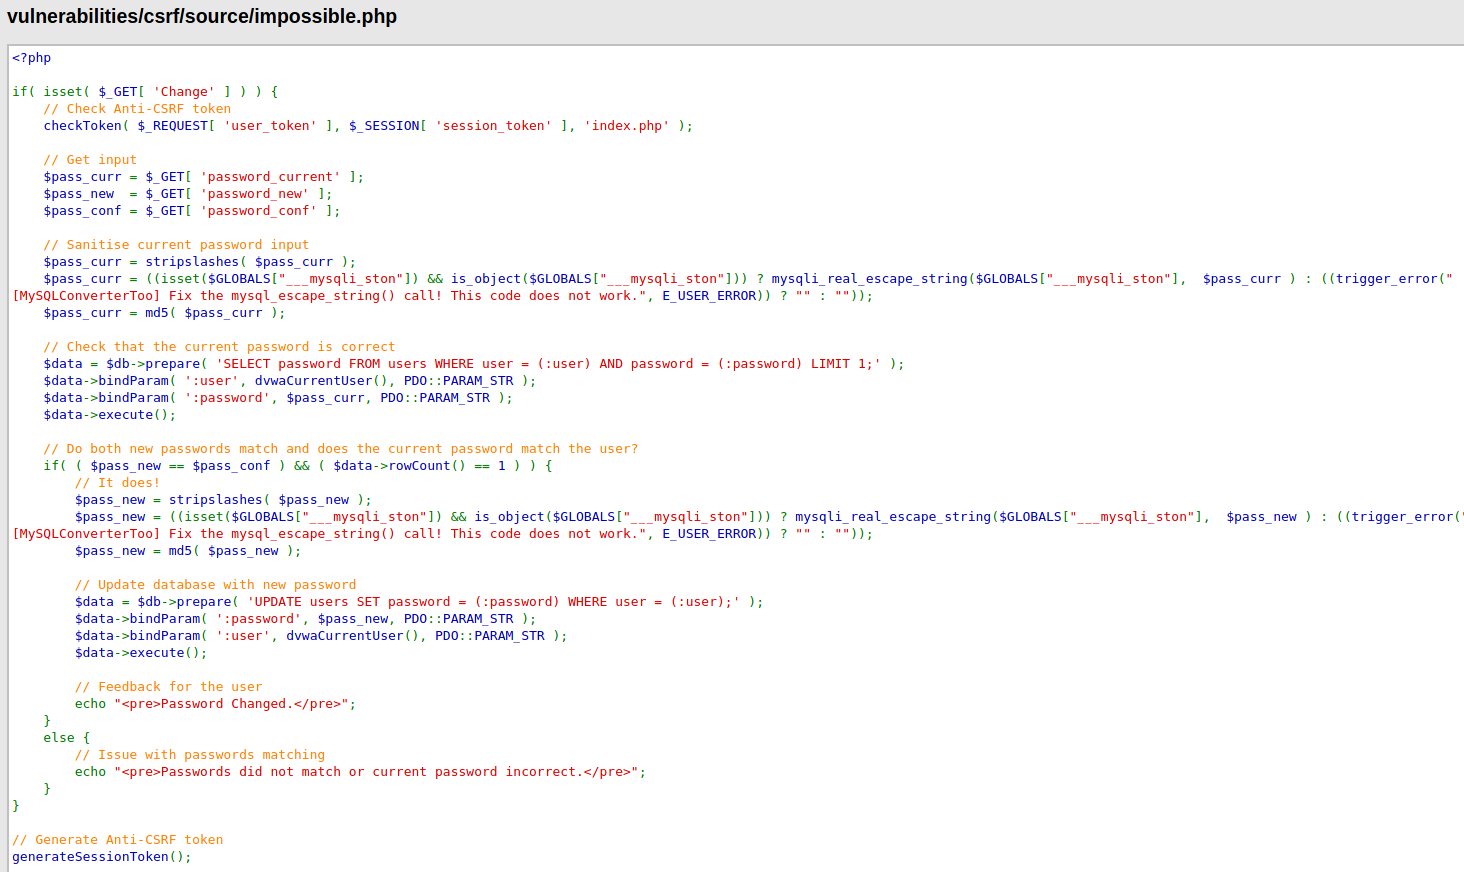 vulnerabilities/csrf/source/impossible.php
<?php
if( isset( $_GET[ 'Change' ] ) ) {
    // Check Anti-CSRF token
    checkToken( $_REQUEST[ 'user_token' ], $_SESSION[ 'session_token' ], 'index.php' );
    // Get input
    $pass_curr = $_GET[ 'password_current' ];
    $pass_new  = $_GET[ 'password_new' ];
    $pass_conf = $_GET[ 'password_conf' ];
    // Sanitise current password input
    $pass_curr = stripslashes( $pass_curr );
    $pass_curr = ((isset($GLOBALS["___mysqli_ston"]) && is_object($GLOBALS["___mysqli_ston"])) ? mysqli_real_escape_string($GLOBALS["___mysqli_ston"],  $pass_curr ) : ((trigger_error("
[MySQLConverterToo] Fix the mysql_escape_string() call! This code does not work.", E_USER_ERROR)) ? "" : ""));
    $pass_curr = md5( $pass_curr );
    // Check that the current password is correct
    $data = $db->prepare( 'SELECT password FROM users WHERE user = (:user) AND password = (:password) LIMIT 1;' );
    $data->bindParam( ':user', dvwaCurrentUser(), PDO::PARAM_STR );
    $data->bindParam( ':password', $pass_curr, PDO::PARAM_STR );
    $data->execute();
    // Do both new passwords match and does the current password match the user?
    if( ( $pass_new == $pass_conf ) && ( $data->rowCount() == 1 ) ) {
        // It does!
        $pass_new = stripslashes( $pass_new );
        $pass_new = ((isset($GLOBALS["___mysqli_ston"]) && is_object($GLOBALS["___mysqli_ston"])) ? mysqli_real_escape_string($GLOBALS["___mysqli_ston"],  $pass_new ) : ((trigger_error("
[MySQLConverterToo] Fix the mysql_escape_string() call! This code does not work.", E_USER_ERROR)) ? "" : ""));
        $pass_new = md5( $pass_new );
        // Update database with new password
        $data = $db->prepare( 'UPDATE users SET password = (:password) WHERE user = (:user);' );
        $data->bindParam( ':password', $pass_new, PDO::PARAM_STR );
        $data->bindParam( ':user', dvwaCurrentUser(), PDO::PARAM_STR );
        $data->execute();
        // Feedback for the user
        echo "<pre>Password Changed.</pre>";
    }
    else {
        // Issue with passwords matching
        echo "<pre>Passwords did not match or current password incorrect.</pre>";
    }
}
// Generate Anti-CSRF token
generateSessionToken();